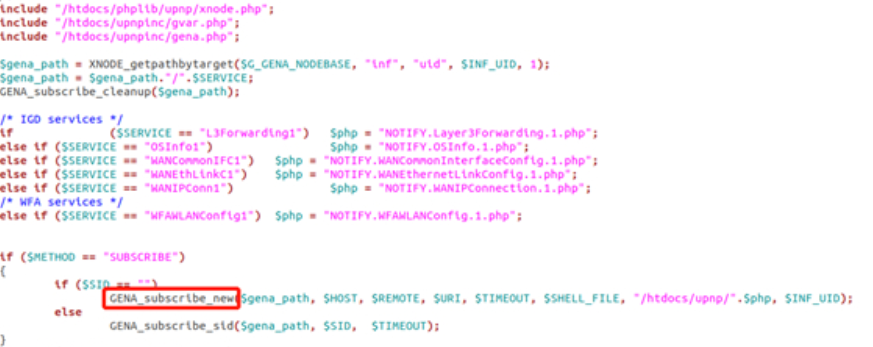 include "/htdocs/phplib/upnp/xnode.php";
include "/htdocs/upnpinc/gvar.php";
include "/htdocs/upnpinc/gena.php";
$gena_path = XNODE_getpathbytarget($G_GENA_NODEBASE, "inf", "uid", $INF_UID, 1);
$gena_path = $gena_path."/".$SERVICE;
GENA_subscribe_cleanup($gena_path);
/* IGD services */
if ($SERVICE == "L3Forwarding1") $php = "NOTIFY.Layer3Forwarding.1.php";
else if ($SERVICE == "OSInfo1") $php = "NOTIFY.OSInfo.1.php";
else if ($SERVICE == "WANCommonIFC1") $php = "NOTIFY.WANCommonInterfaceConfig.1.php";
else if ($SERVICE == "WANEthLinkC1") $php = "NOTIFY.WANEthernetLinkConfig.1.php";
else if ($SERVICE == "WANIPConn1") $php = "NOTIFY.WANIPConnection.1.php";
/* WFA services */
else if ($SERVICE == "WFAWLANConfig1") $php = "NOTIFY.WFAWLANConfig.1.php";
if ($METHOD == "SUBSCRIBE")
{
if ($SID == "")
GENA_subscribe_new($gena_path, $HOST, $REMOTE, $URI, $TIMEOUT, $SHELL_FILE, "/htdocs/upnp/".$php, $INF_UID);
else
GENA_subscribe_sid($gena_path, $SID, $TIMEOUT);
}